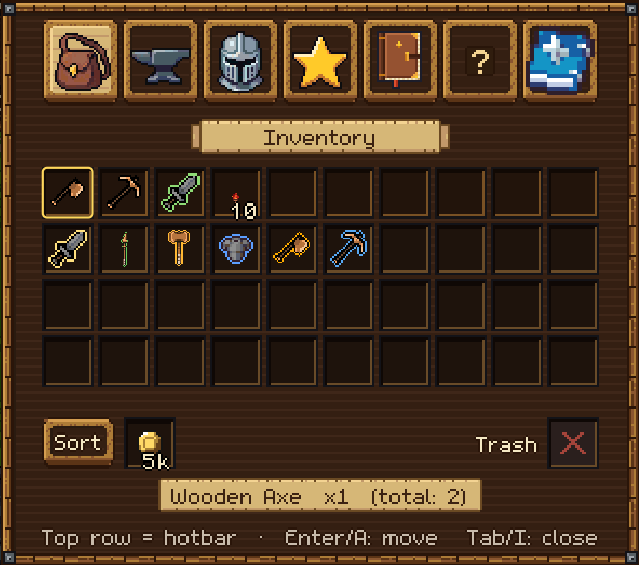 ?
Inventory
10
Sort
5k
Trash
Wooden Axe x1 (total: 2)
Top row = hotbar · Enter/A: move Tab/I: close